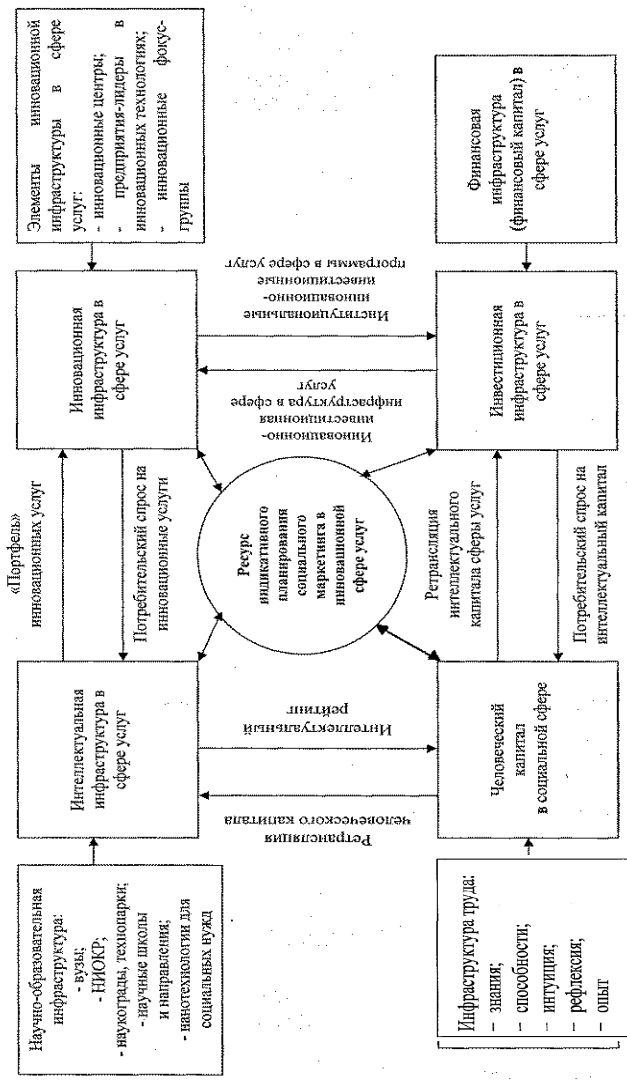 Научно-образовательная
инфраструктура:
- вузы;
- НИОКР;
- наукограды, технопарки;
- научные школы
и направления;
- нанотехнологии для
социальных нужд
Интеллектуальная
инфраструктура в
сфере услуг
«Портфель»
инновационных услуг
Потребительский спрос на
инновационные услуги
Инновационная
инфраструктура в
сфере услуг
Элементы инновационной
инфраструктуры в сфере
услуг:
- инновационные центры;
- предприятия-лидеры в
инновационных технологиях;
- инновационные фокус-
группы
Ретрансляция
человеческого капитала
Интеллектуальный
рейтинг
Ресурс
индикативного
планирования
социального
маркетинга в
инновационной
сфере услуг
Инновационно-
инвестиционная
инфраструктура в сфере
услуг
Институциональные
инновационно-
инвестиционные
программы в сфере услуг
Инфраструктура труда:
– знания;
– способности;
– интуиция;
– рефлексия;
– опыт
Человеческий
капитал
в социальной сфере
Ретрансляция
интеллектуального
капитала сферы услуг
Потребительский спрос на
интеллектуальный капитал
Инвестиционная
инфраструктура в
сфере услуг
Финансовая
инфраструктура
(финансовый капитал) в
сфере услуг